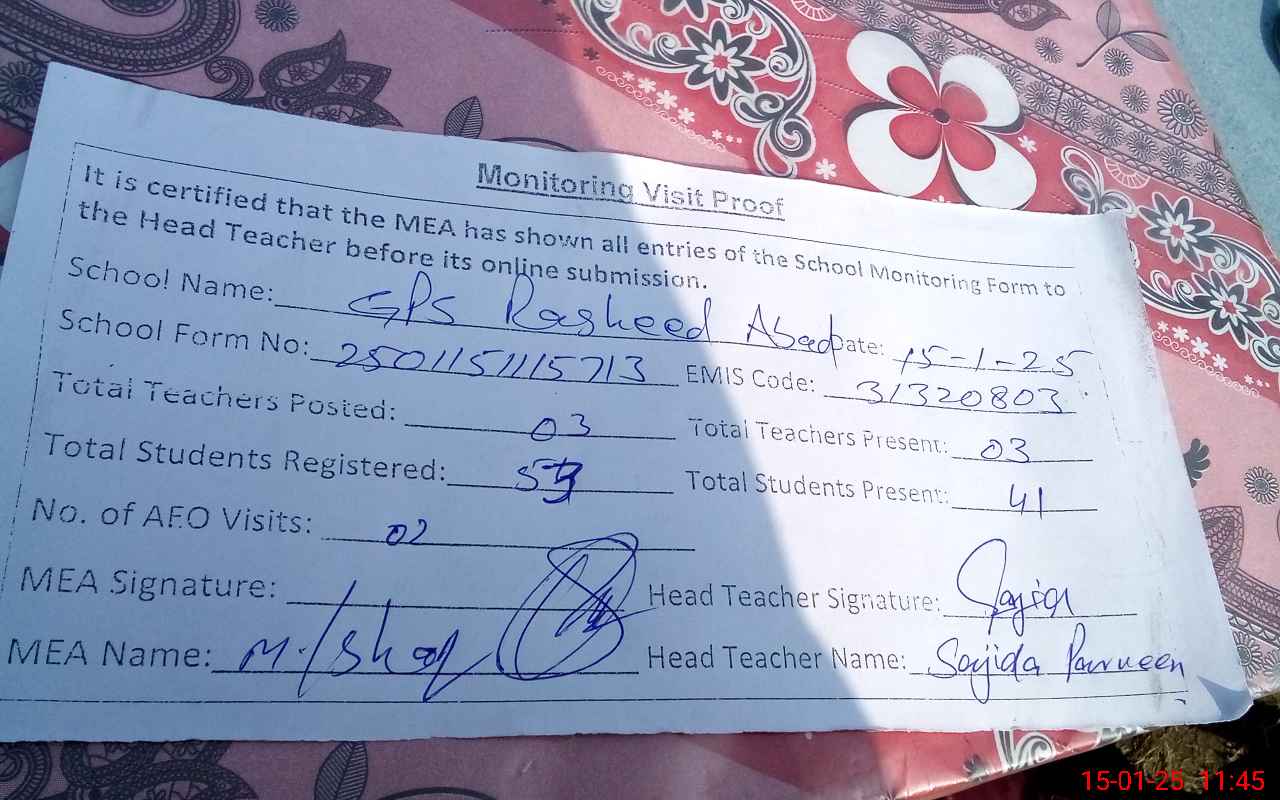 Monitoring Visit Proof
It is certified that the MEA has shown all entries of the School Monitoring Form to
the Head Teacher before its online submission.
School Name: GPS Rasheed Abad Date: 15-1-25
School Form No: 2501151115713 EMIS Code: 31320803
Total Teachers Posted: 03 Total Teachers Present: 03
Total Students Registered: Total Students Present: 41
No. of AEO Visits: 02
MEA Signature: Head Teacher Signature: Sajida
MEA Name: M. Head Teacher Name: Sajida Parveen
15-01-25 11:45